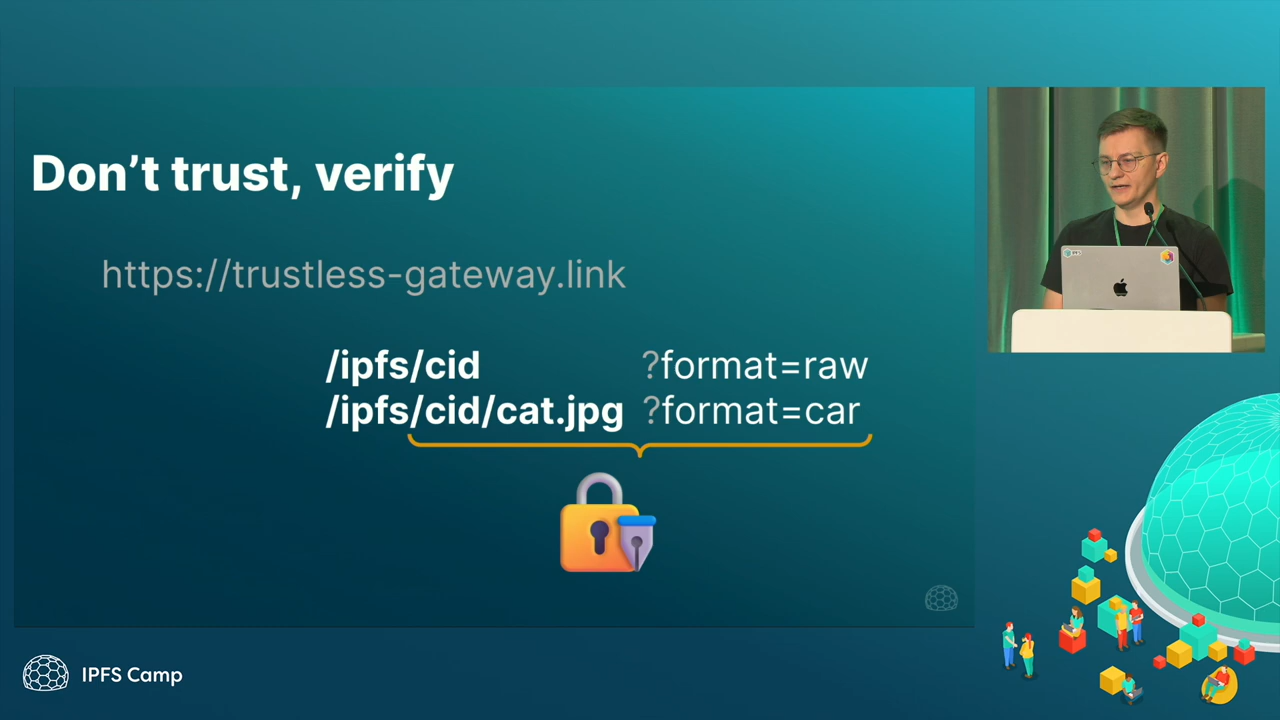 Don’t trust, verify
https://trustless-gateway.link
/ipfs/cid ?format=raw
/ipfs/cid/cat.jpg ?format=car
IPFS Camp